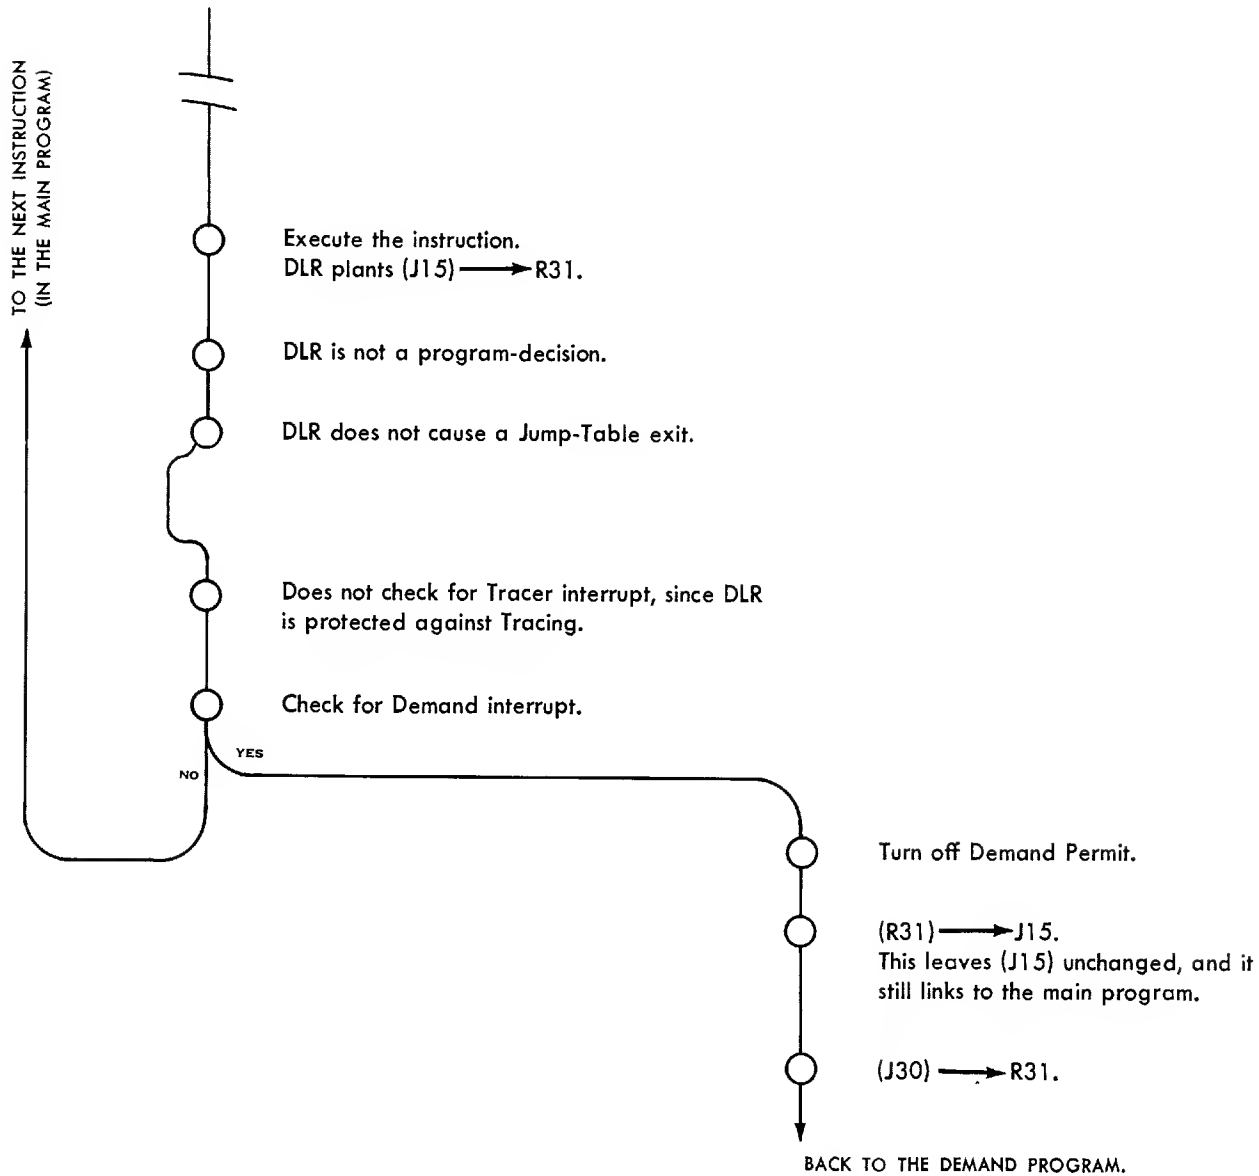 TO THE NEXT INSTRUCTION
(IN THE MAIN PROGRAM)
Execute the instruction.
DLR plants (J15) ⟶ R31.
DLR is not a program-decision.
DLR does not cause a Jump-Table exit.
Does not check for Tracer interrupt, since DLR
is protected against Tracing.
Check for Demand interrupt.
YES
NO
Turn off Demand Permit.
(R31) ⟶ J15.
This leaves (J15) unchanged, and it
still links to the main program.
(J30) ⟶ R31.
BACK TO THE DEMAND PROGRAM.